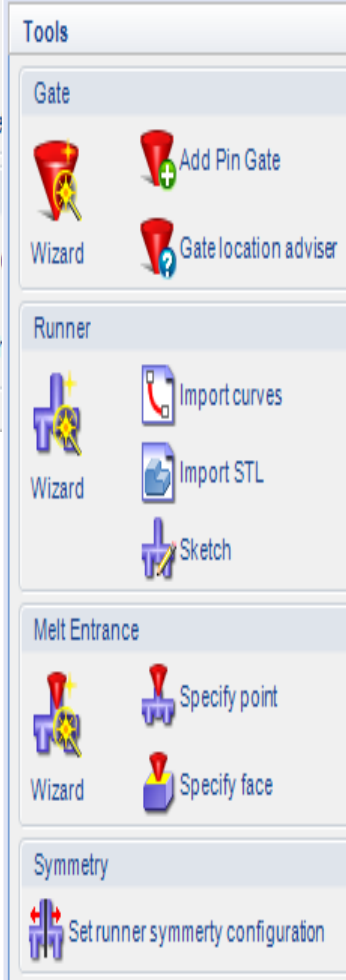 Tools
Gate
Wizard
Add Pin Gate
Gate location adviser
Runner
Wizard
Import curves
Import STL
Sketch
Melt Entrance
Wizard
Specify point
Specify face
Symmetry
Set runner symmerty configuration